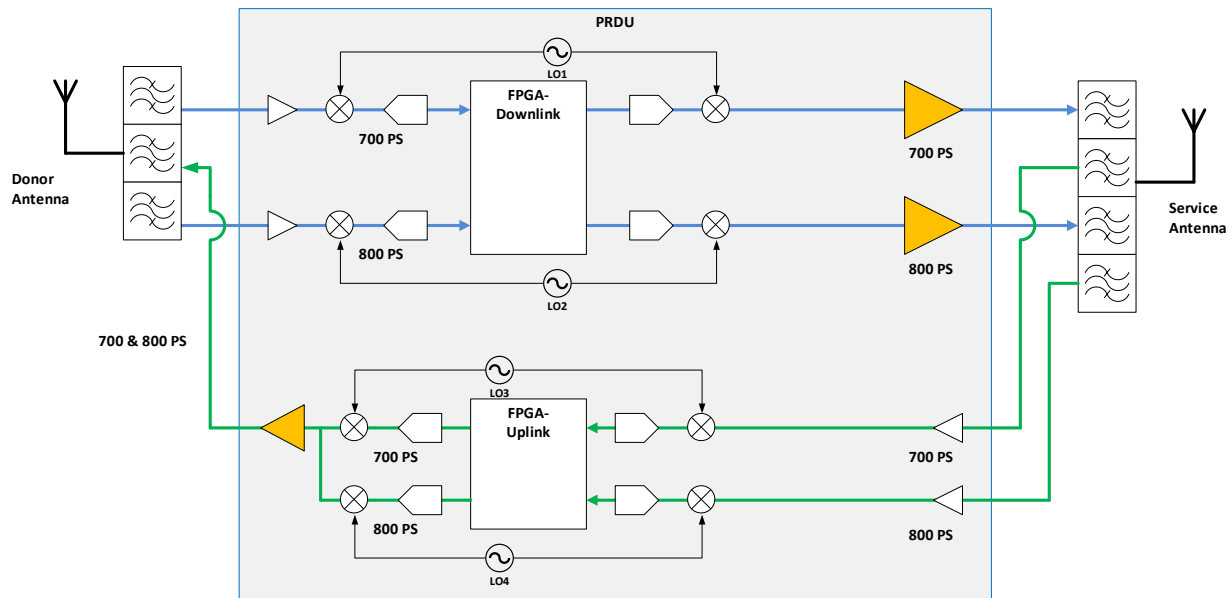 PRDU
LO1
FPGA-
Downlink
700 PS
700 PS
Donor
Antenna
Service
Antenna
800 PS
800 PS
LO2
700 & 800 PS
LO3
FPGA-
Uplink
700 PS
700 PS
800 PS
800 PS
LO4